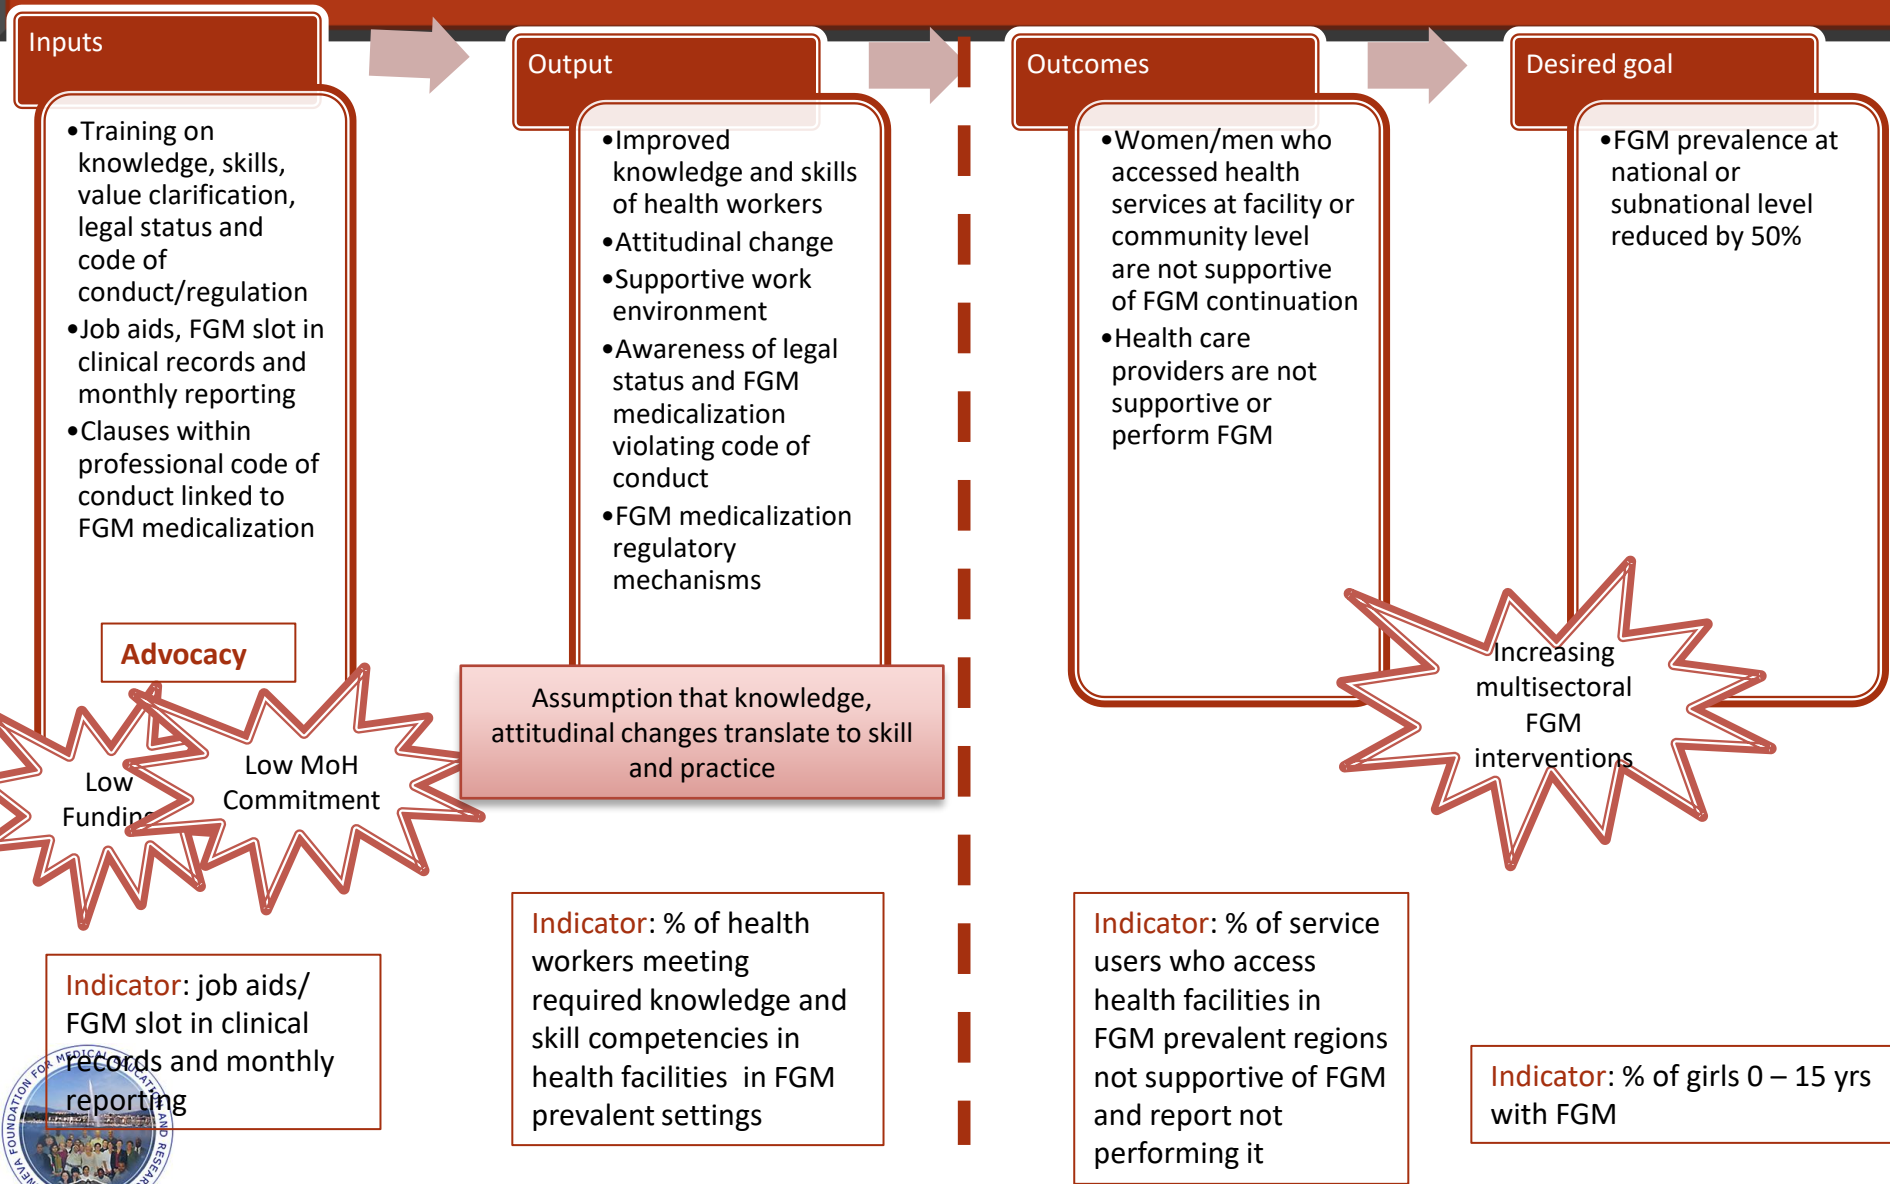 Inputs
•Training on
knowledge, skills,
value clarification,
legal status and
code of
conduct/regulation
•Job aids, FGM slot in
clinical records and
monthly reporting
•Clauses within
professional code of
conduct linked to
FGM medicalization
Advocacy
Low
Funding
Low MoH
Commitment
Indicator: job aids/
FGM slot in clinical
records and monthly
reporting
FOUNDATION FOR MEDICAL EDUCATION AND
Output
•Improved
knowledge and skills
of health workers
•Attitudinal change
•Supportive work
environment
•Awareness of legal
status and FGM
medicalization
violating code of
conduct
•FGM medicalization
regulatory
mechanisms
Assumption that knowledge,
attitudinal changes translate to skill
and practice
Indicator: % of health
workers meeting
required knowledge and
skill competencies in
health facilities in FGM
prevalent settings
Outcomes
•Women/men who
accessed health
services at facility or
community level
are not supportive
of FGM continuation
•Health care
providers are not
supportive or
perform FGM
Indicator: % of service
users who access
health facilities in
FGM prevalent regions
not supportive of FGM
and report not
performing it
Desired goal
•FGM prevalence at
national or
subnational level
reduced by 50%
Increasing
multisectoral
FGM
interventions
Indicator: % of girls 0 – 15 yrs
with FGM